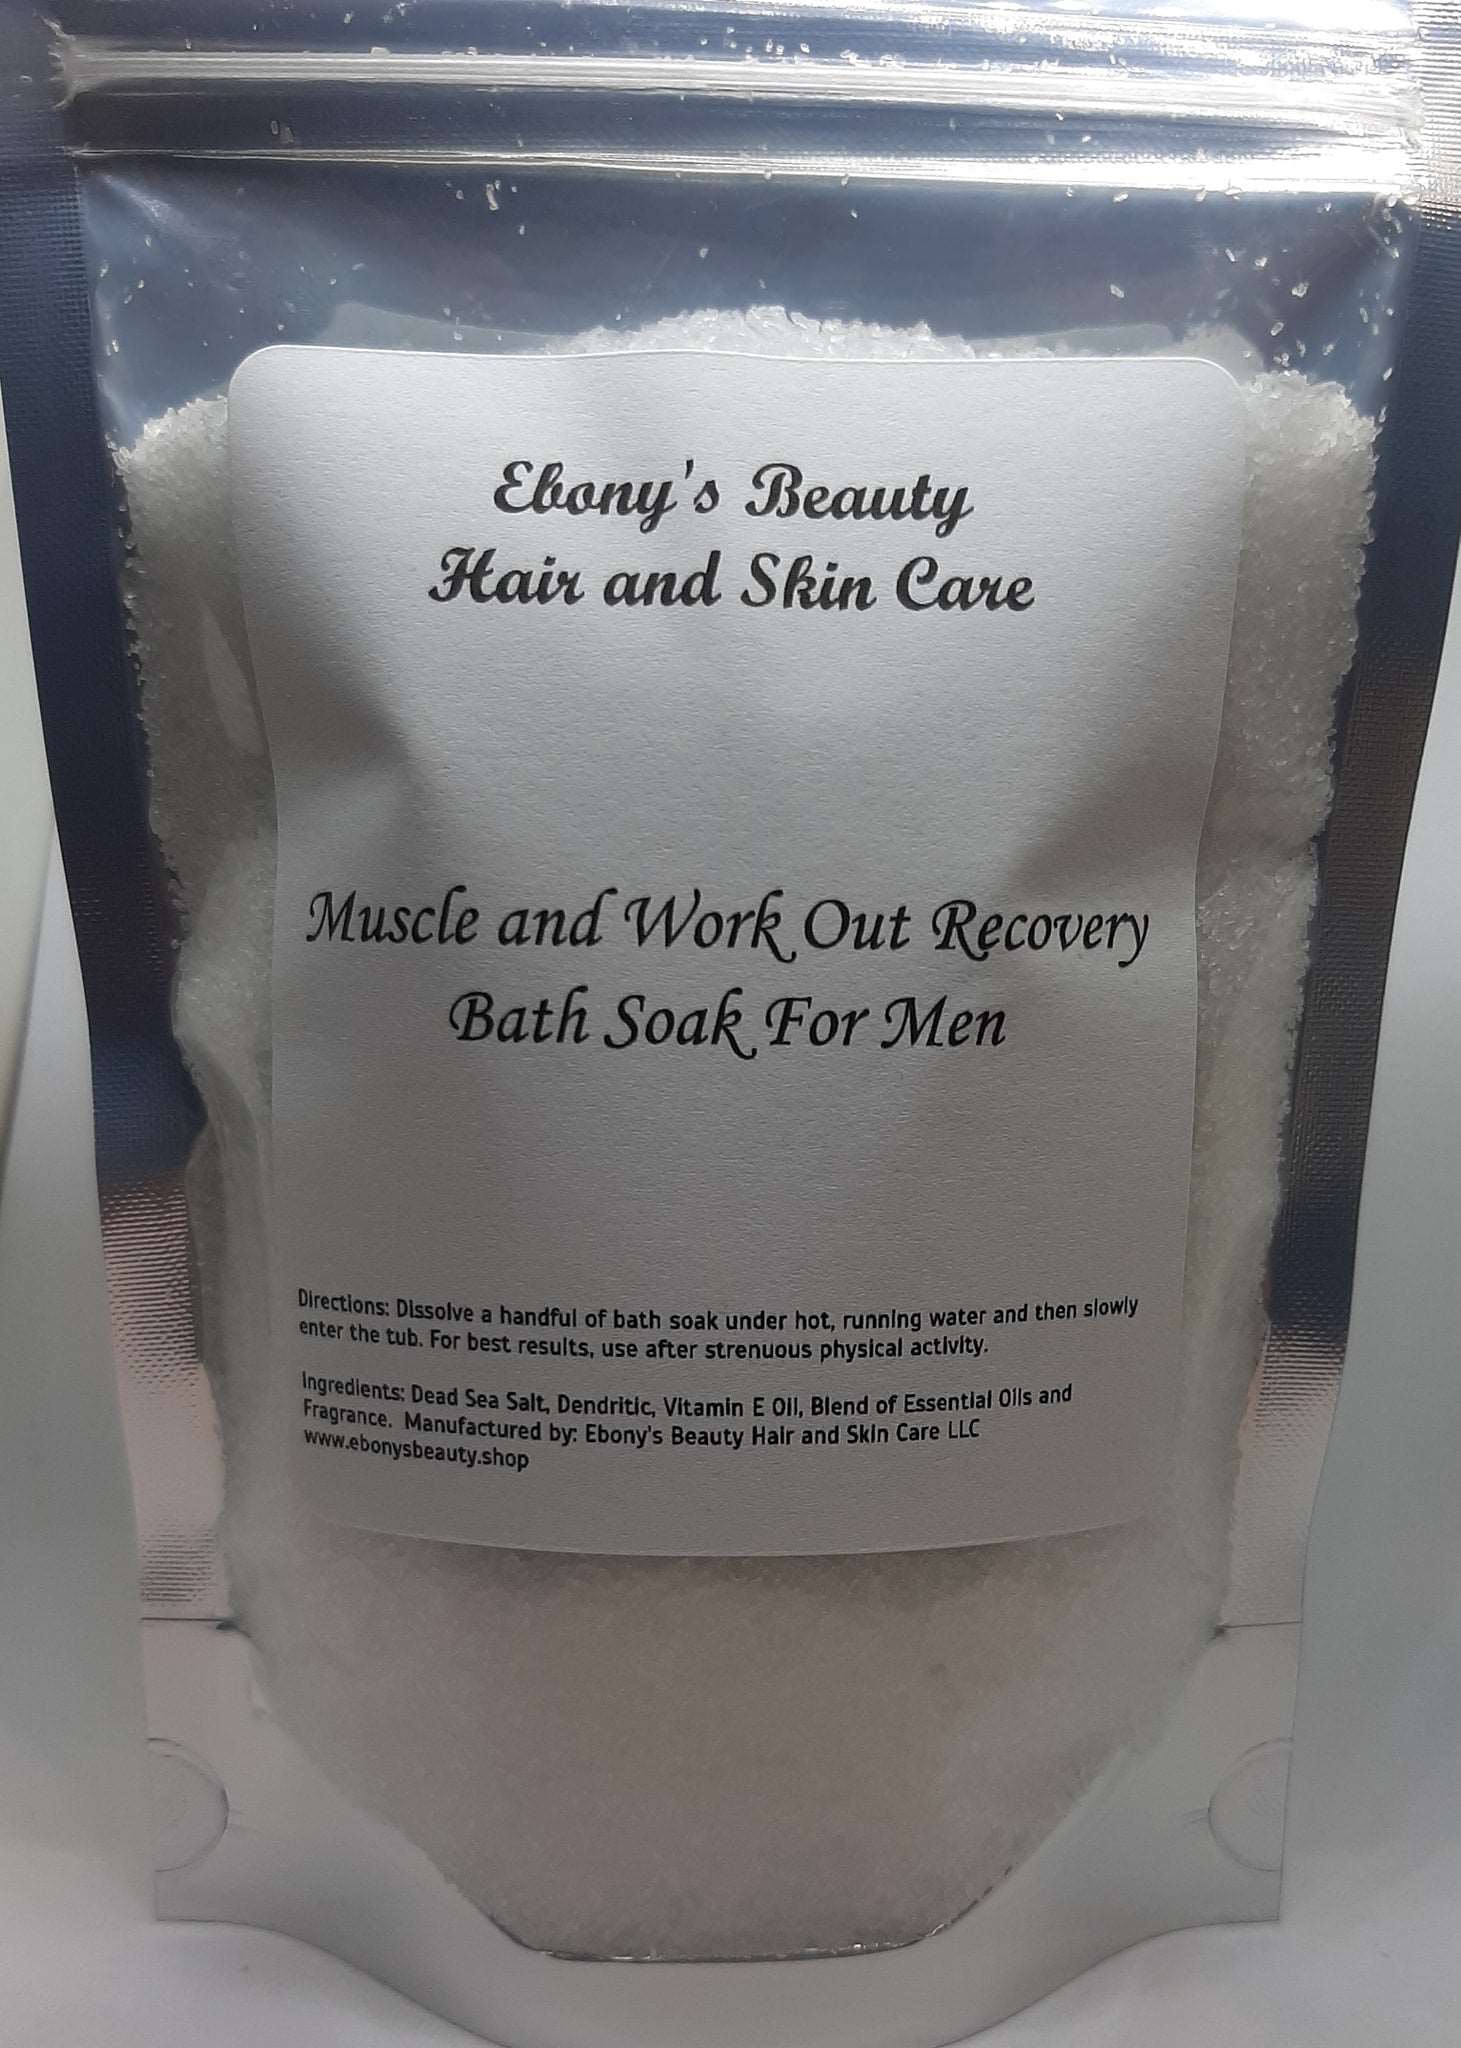 Ebony's Beauty
Hair and Skin Care
Muscle and Work Out Recovery
Bath Soak For Men
Directions: Dissolve a handful of bath soak under hot, running water and then slowly
enter the tub. For best results, use after strenuous physical activity.
Ingredients: Dead Sea Salt, Dendritic, Vitamin E Oil, Blend of Essential Oils and
Fragrance. Manufactured by: Ebony's Beauty Hair and Skin Care LLC
www.ebonysbeauty.shop